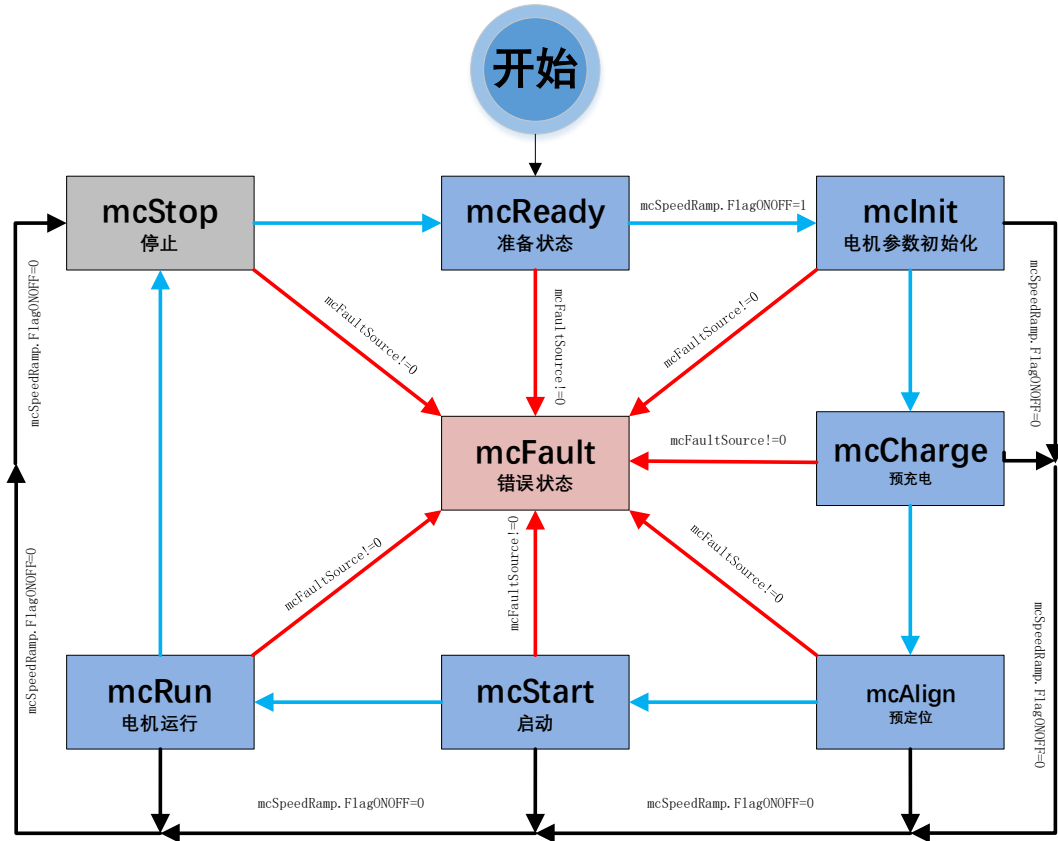 开始
mcStop
停止
mcReady
准备状态
mcSpeedRamp.FlagONOFF=1
mcInit
电机参数初始化
mcSpeedRamp.FlagONOFF=0
mcFaultSource!=0
mcFaultSource!=0
mcFaultSource!=0
mcSpeedRamp.FlagONOFF=0
mcFault
错误状态
mcFaultSource!=0
mcCharge
预充电
mcSpeedRamp.FlagONOFF=0
mcFaultSource!=0
mcFaultSource!=0
mcFaultSource!=0
mcSpeedRamp.FlagONOFF=0
mcRun
电机运行
mcStart
启动
mcAlign
预定位
mcSpeedRamp.FlagONOFF=0
mcSpeedRamp.FlagONOFF=0